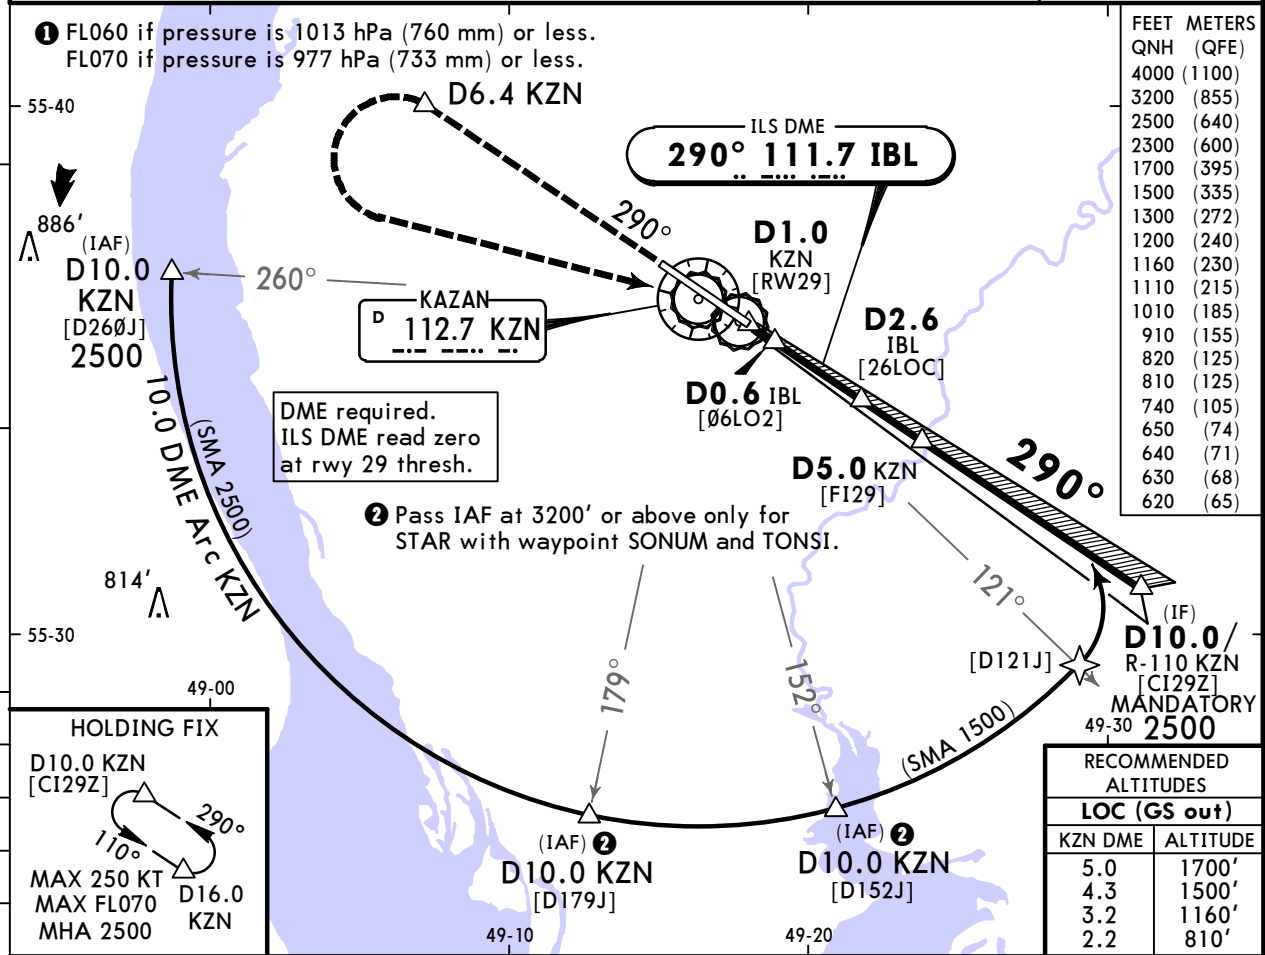 ❶ FL060 if pressure is 1013 hPa (760 mm) or less.
FL070 if pressure is 977 hPa (733 mm) or less.
FEET METERS
QNH (QFE)
4000 (1100)
3200 (855)
2500 (640)
2300 (600)
1700 (395)
1500 (335)
1300 (272)
1200 (240)
1160 (230)
1110 (215)
1010 (185)
910 (155)
820 (125)
810 (125)
740 (105)
650 (74)
640 (71)
630 (68)
620 (65)
55-40
D6.4 KZN
ILS DME
290° 111.7 IBL
290°
886'
(IAF)
D10.0
KZN
[D26Ø J]
2500
260°
KAZAN
D 112.7 KZN
D1.0
KZN
[RW29]
D2.6
IBL
[26LOC]
D0.6 IBL
[Ø6LO2]
DME required.
ILS DME read zero
at rwy 29 thresh.
10.0 DME Arc KZN
(SMA 2500)
D5.0 KZN
[FI29]
290°
❷ Pass IAF at 3200' or above only for
STAR with waypoint SONUM and TONSI.
814'
121°
55-30
179°
152°
[D121J]
(IF)
D10.0/
R-110 KZN
[CI29Z]
MANDATORY
2500
49-00
49-30
(SMA 1500)
HOLDING FIX
D10.0 KZN
[CI29Z]
290°
110°
MAX 250 KT
MAX FL070
MHA 2500
D16.0
KZN
(IAF) ❷
D10.0 KZN
[D179J]
(IAF) ❷
D10.0 KZN
[D152J]
49-10
49-20
RECOMMENDED
ALTITUDES
LOC (GS out)
KZN DME ALTITUDE
5.0 1700'
4.3 1500'
3.2 1160'
2.2 810'